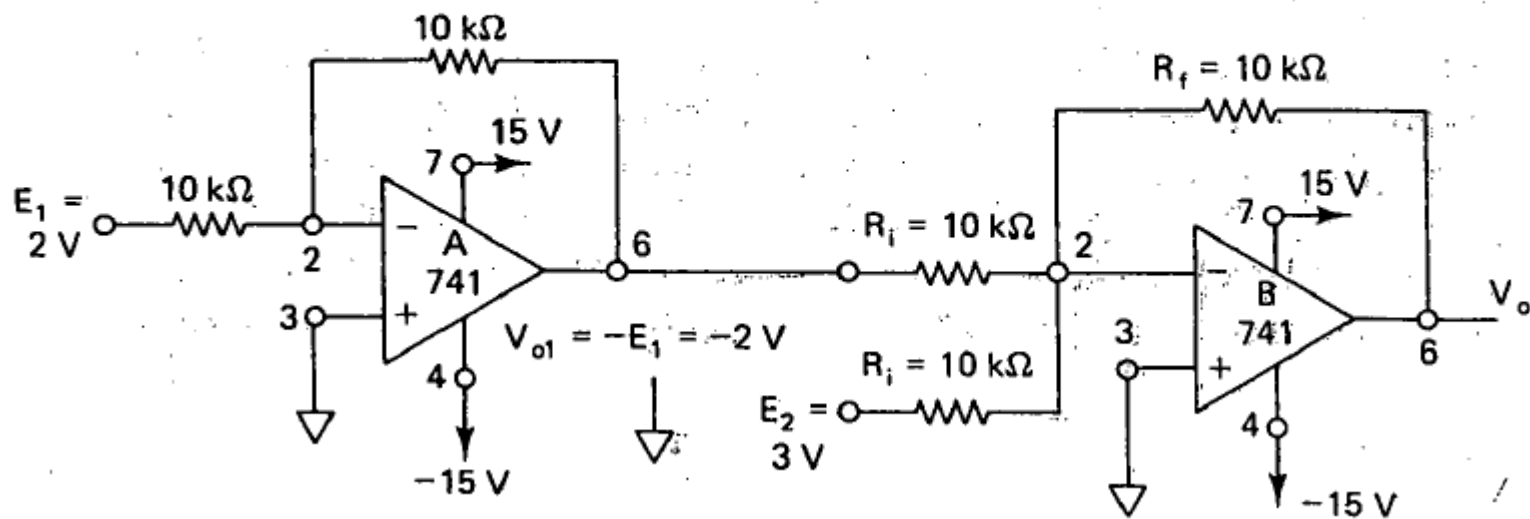 10 kΩ
R_f = 10 kΩ
7
15 V
7
15 V
E_1 =
2 V
10 kΩ
2
−
A
741
6
R_i = 10 kΩ
2
−
B
741
V_o
3
+
V_o1 = −E_1 = −2 V
4
R_i = 10 kΩ
3
+
6
E_2 =
3 V
4
−15 V
−15 V